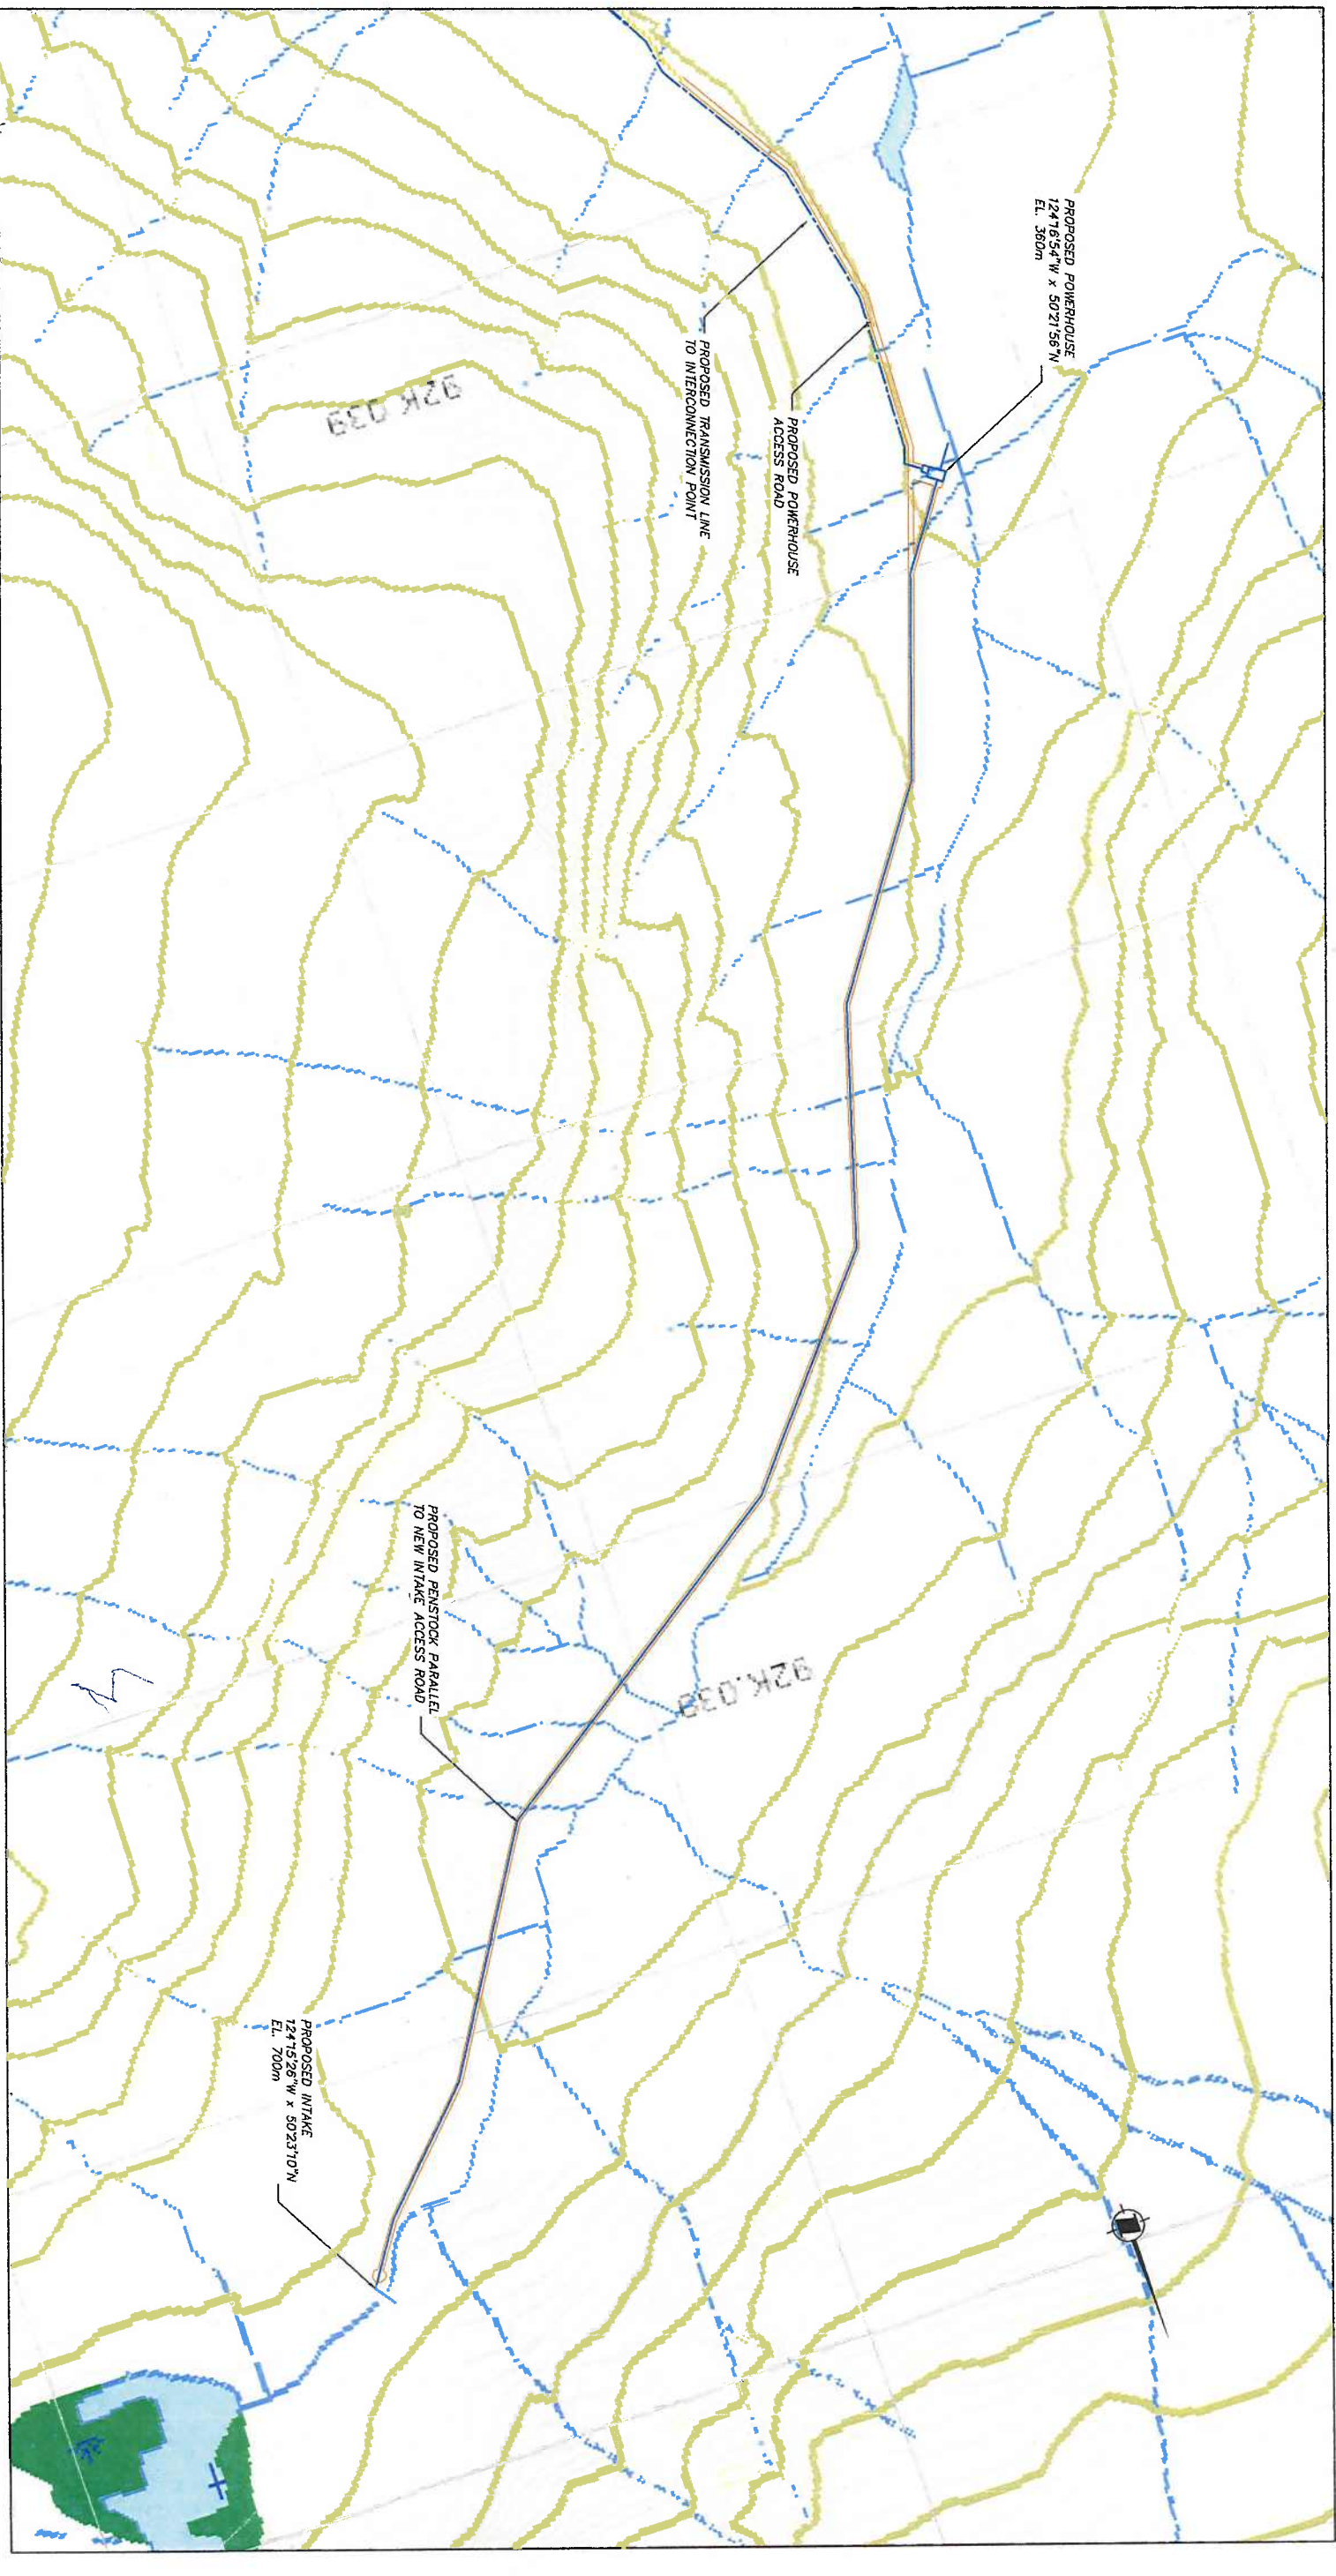 PROPOSED POWERHOUSE
124°16'54"W x 50°21'56"N
EL. 360m
PROPOSED POWERHOUSE
ACCESS ROAD
PROPOSED TRANSMISSION LINE
TO INTERCONNECTION POINT
92K.039
92K.039
PROPOSED PENSTOCK PARALLEL
TO NEW INTAKE ACCESS ROAD
PROPOSED INTAKE
124°15'26"W x 50°23'10"N
EL. 700m